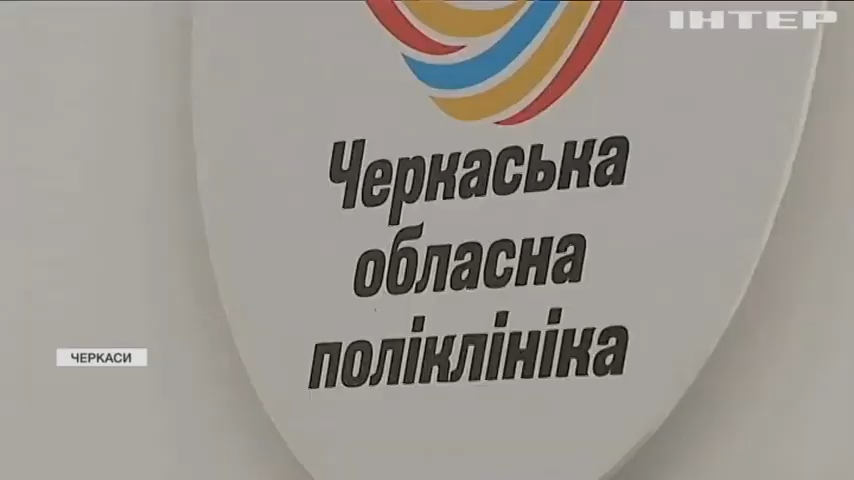 ІНТЕР
Черкаська
обласна
поліклініка
ЧЕРКАСИ